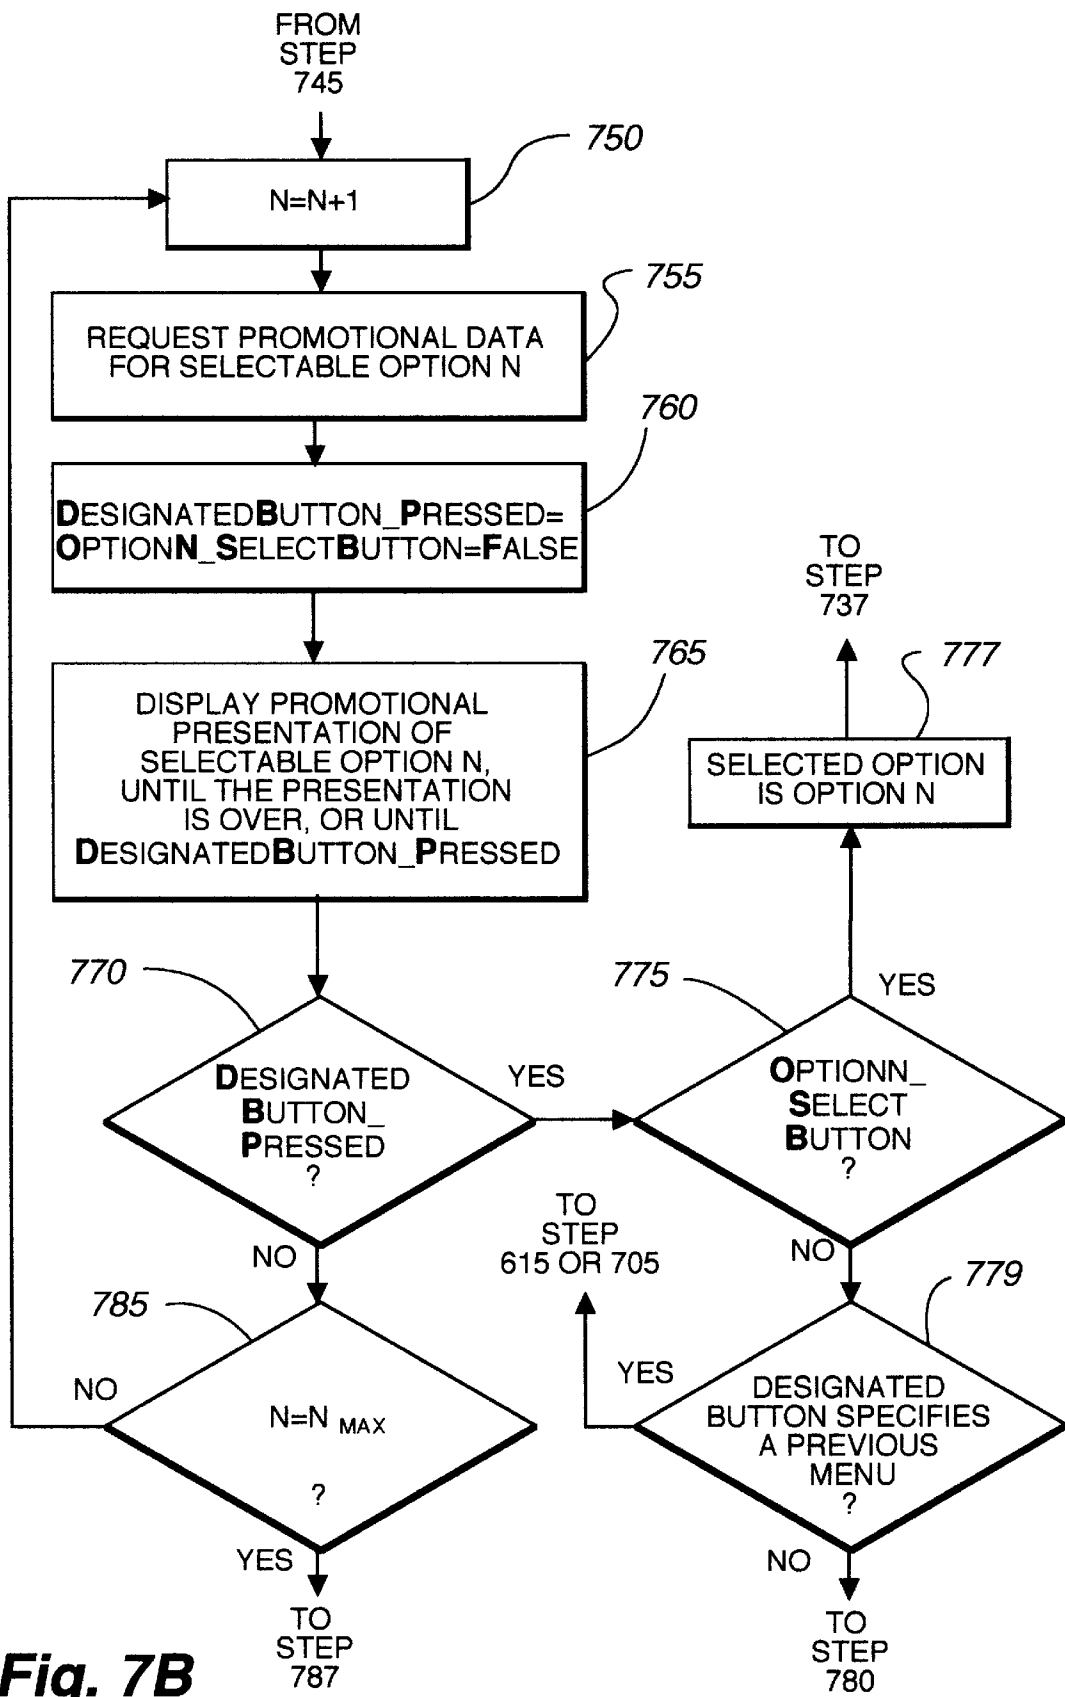 FROM
STEP
745
750
N=N+1
755
REQUEST PROMOTIONAL DATA
FOR SELECTABLE OPTION N
760
DESIGNATEDBUTTON_PRESSED=
OPTIONN_SELECTBUTTON=FALSE
TO
STEP
737
765
777
DISPLAY PROMOTIONAL
PRESENTATION OF
SELECTABLE OPTION N,
UNTIL THE PRESENTATION
IS OVER, OR UNTIL
DESIGNATEDBUTTON_PRESSED
SELECTED OPTION
IS OPTION N
770
DESIGNATED
BUTTON_
PRESSED
?
YES
775
YES
OPTIONN_
SELECT
BUTTON
?
NO
NO
TO
STEP
615 OR 705
779
785
NO
N=N MAX
?
YES
YES
DESIGNATED
BUTTON SPECIFIES
A PREVIOUS
MENU
?
NO
TO
STEP
787
TO
STEP
780
Fig. 7B